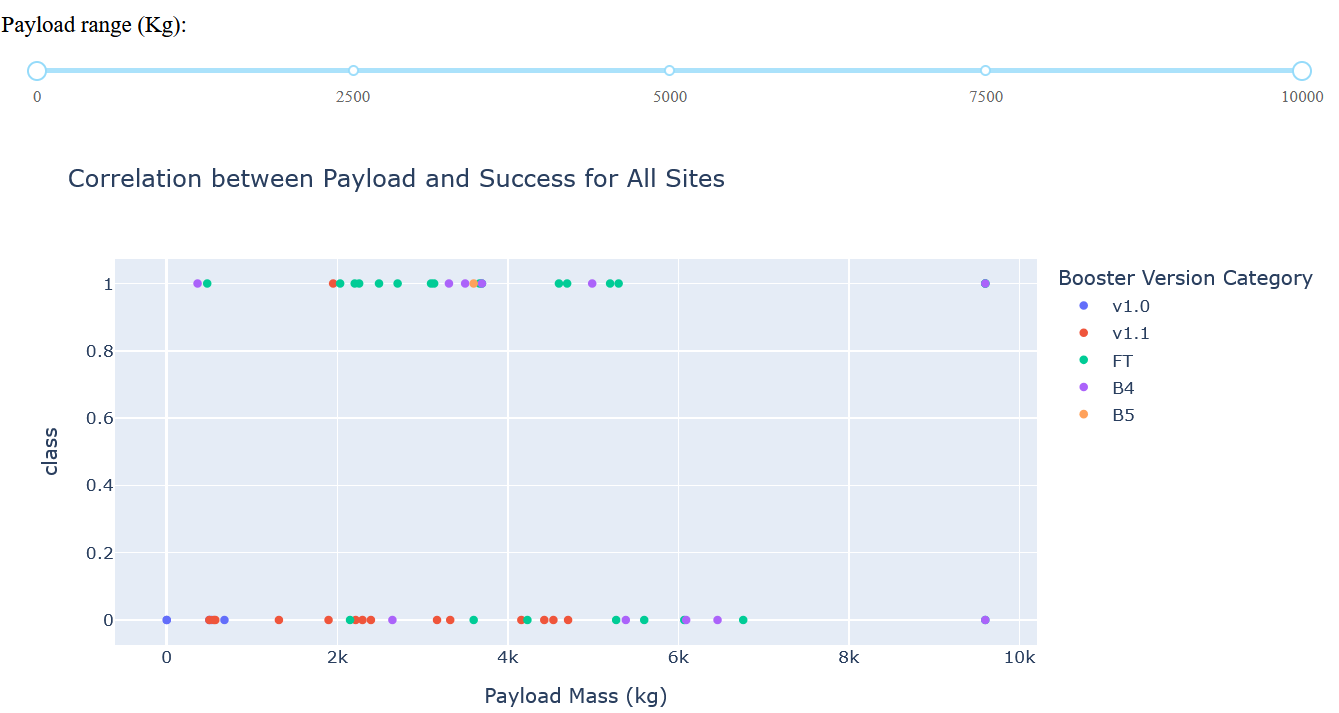 Payload range (Kg):
0 2500 5000 7500 10000
Correlation between Payload and Success for All Sites
Booster Version Category
v1.0
v1.1
FT
B4
B5
1
0.8
0.6
0.4
0.2
0
class
0 2k 4k 6k 8k 10k
Payload Mass (kg)